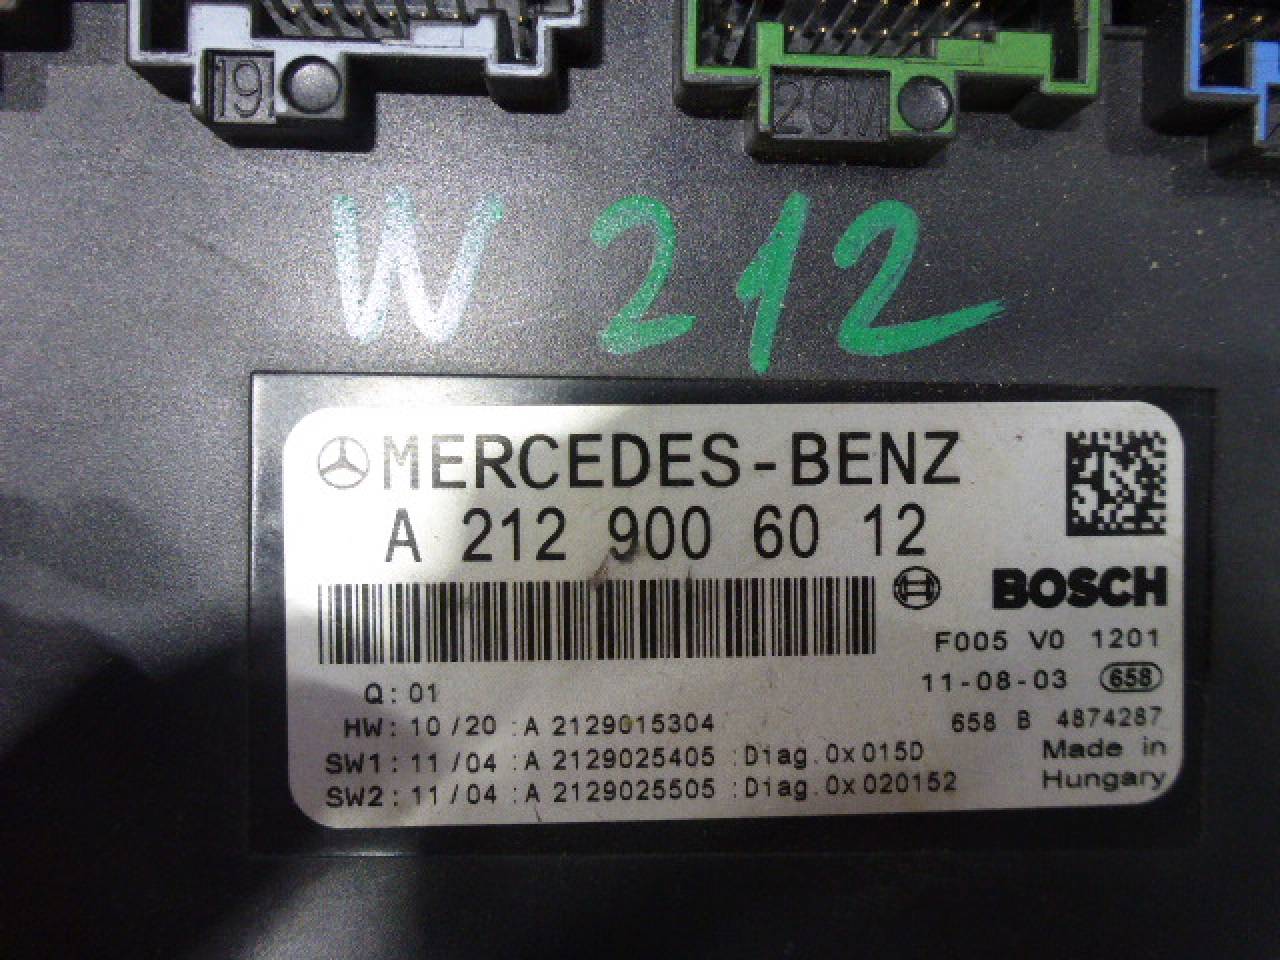 19
20M
W 212
MERCEDES-BENZ
A 212 900 60 12
BOSCH
F005 V0 1201
Q: 01
11-08-03 658
HW: 10/20 :A 2129015304
658 B 4874287
SW1: 11/04 :A 2129025405 :Diag.0x015D
Made in
SW2: 11/04 :A 2129025505 :Diag.0x020152
Hungary